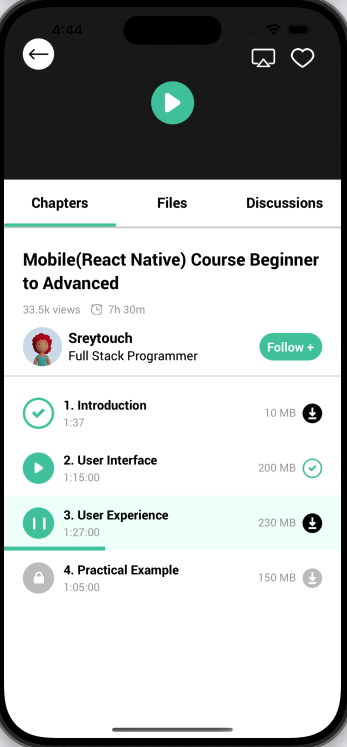 4:44
Chapters Files Discussions
Mobile(React Native) Course Beginner
to Advanced
33.5k views 7h 30m
Sreytouch
Full Stack Programmer
Follow +
1. Introduction
1:37
10 MB
2. User Interface
1:15:00
200 MB
3. User Experience
1:27:00
230 MB
4. Practical Example
1:05:00
150 MB